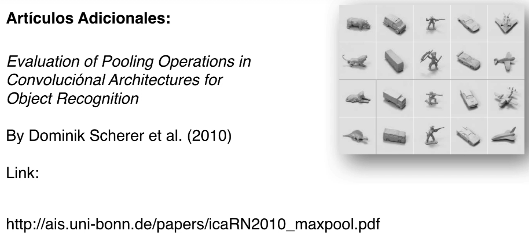 Artículos Adicionales:
Evaluation of Pooling Operations in
Convoluciónal Architectures for
Object Recognition
By Dominik Scherer et al. (2010)
Link:
http://ais.uni-bonn.de/papers/icaRN2010_maxpool.pdf